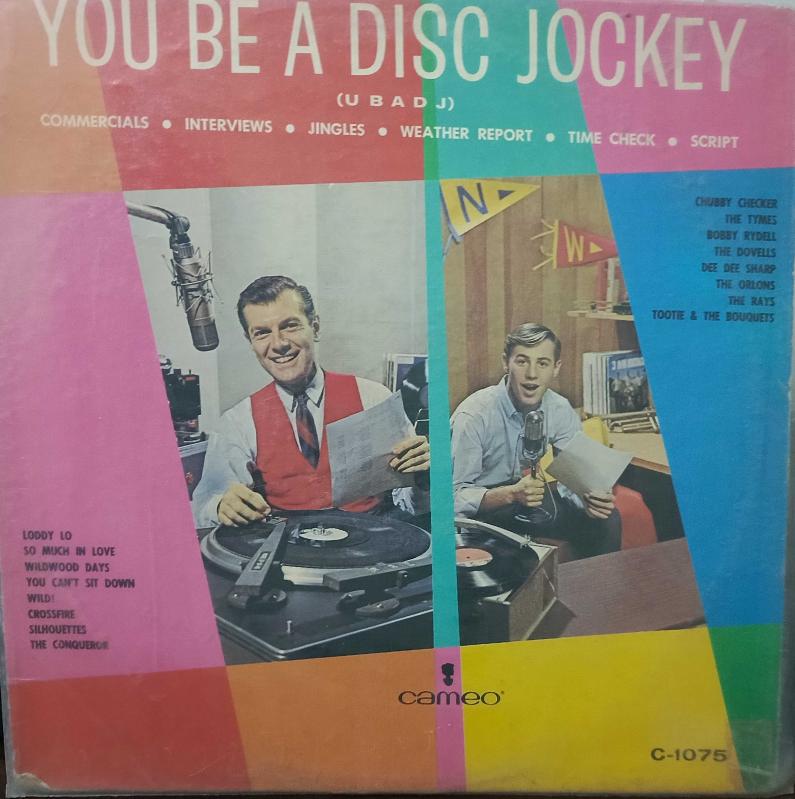 YOU BE A DISC JOCKEY
(U B A D J)
COMMERCIALS • INTERVIEWS • JINGLES • WEATHER REPORT • TIME CHECK • SCRIPT
N
W
CHUBBY CHECKER
THE TYMES
BOBBY RYDELL
THE DOVELLS
DEE DEE SHARP
THE ORLONS
THE RAYS
TOOTIE & THE BOUQUETS
LODDY LO
SO MUCH IN LOVE
WILDWOOD DAYS
YOU CAN'T SIT DOWN
WILD!
CROSSFIRE
SILHOUETTES
THE CONQUEROR
cameo®
C-1075